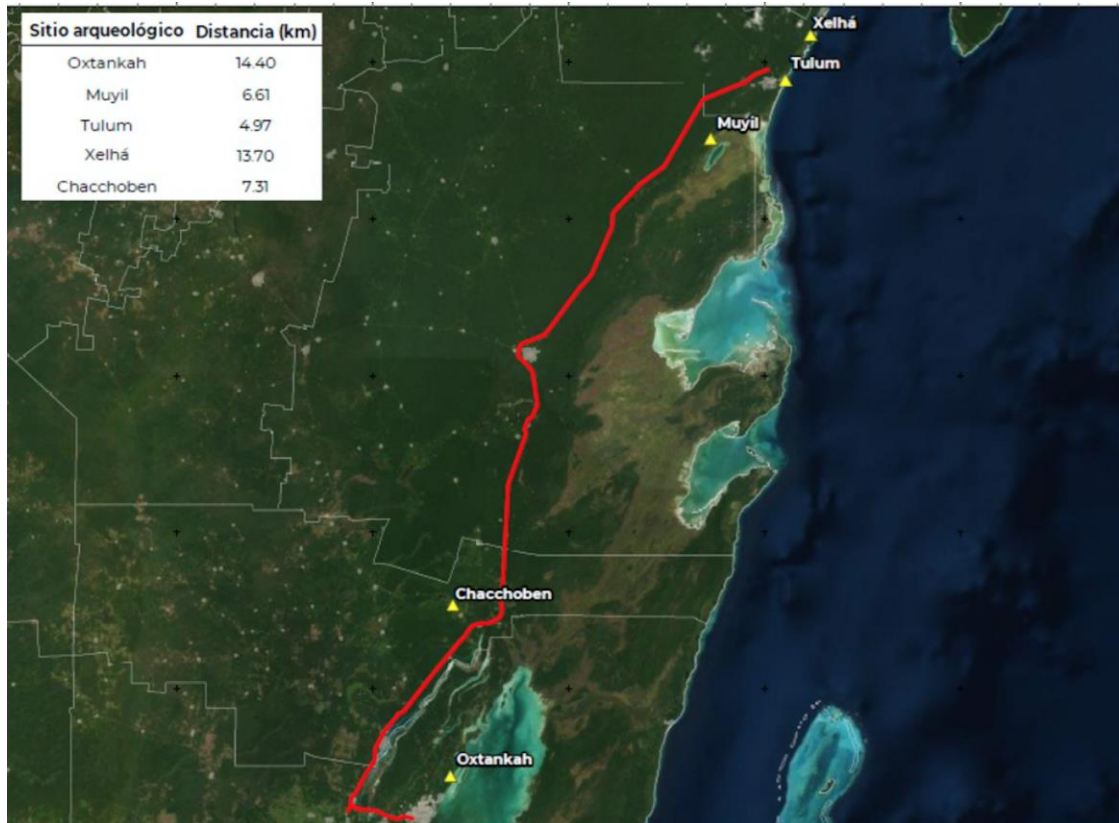 Sitio arqueológico Distancia (km)
Oxtankah 14.40
Muyil 6.61
Tulum 4.97
Xelhá 13.70
Chacchoben 7.31
Xelhá
Tulum
Muyil
Chacchoben
Oxtankah